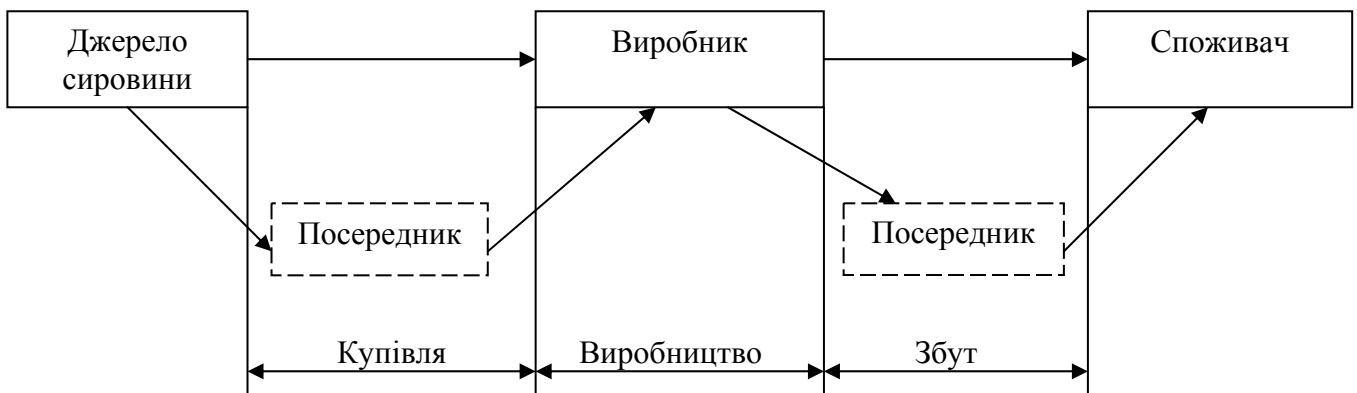 Джерело
сировини
Виробник
Споживач
Посередник
Посередник
Купівля
Виробництво
Збут